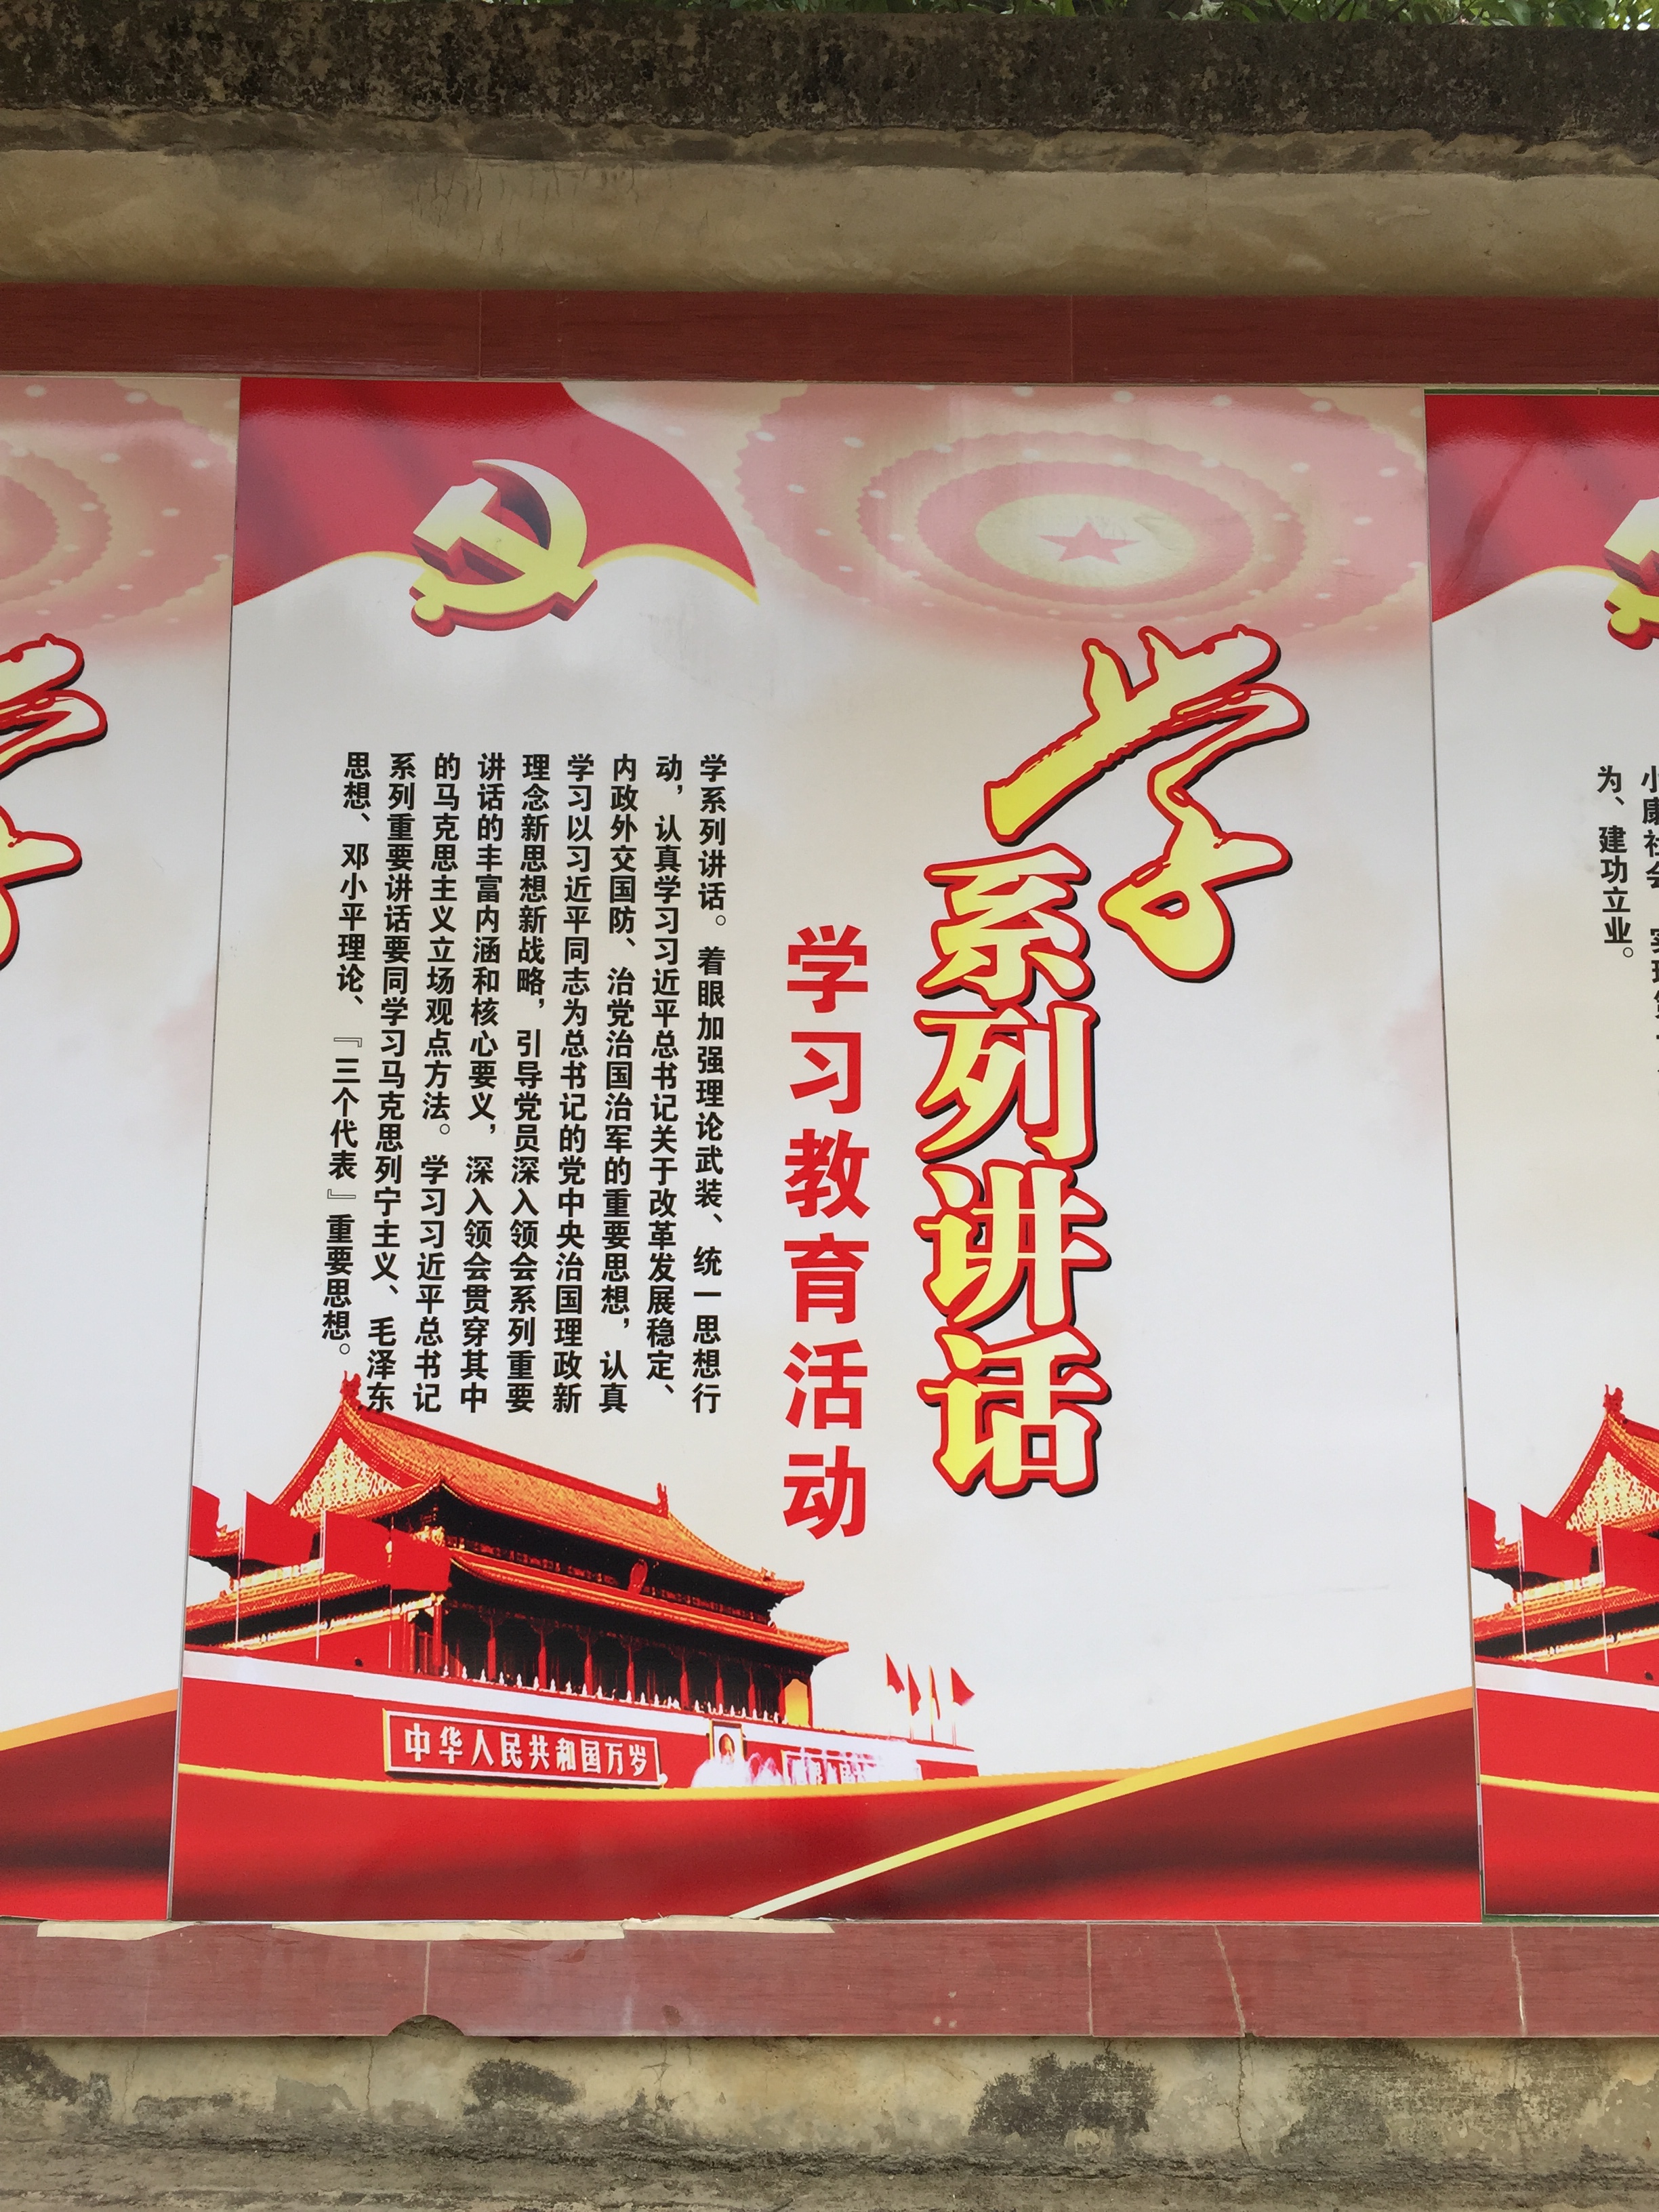 小康社会
为、建功立业。
学
系列讲话
学习教育活动
学系列讲话。着眼加强理论武装、统一思想行
动，认真学习习近平总书记关于改革发展稳定、
内政外交国防、治党治国治军的重要思想，认真
学习以习近平同志为总书记的党中央治国理政新
理念新思想新战略，引导党员深入领会系列重要
讲话的丰富内涵和核心要义，深入领会贯穿其中
的马克思主义立场观点方法。学习习近平总书记
系列重要讲话要同学习马克思列宁主义、毛泽东
思想、邓小平理论、『三个代表』重要思想。
中华人民共和国万岁